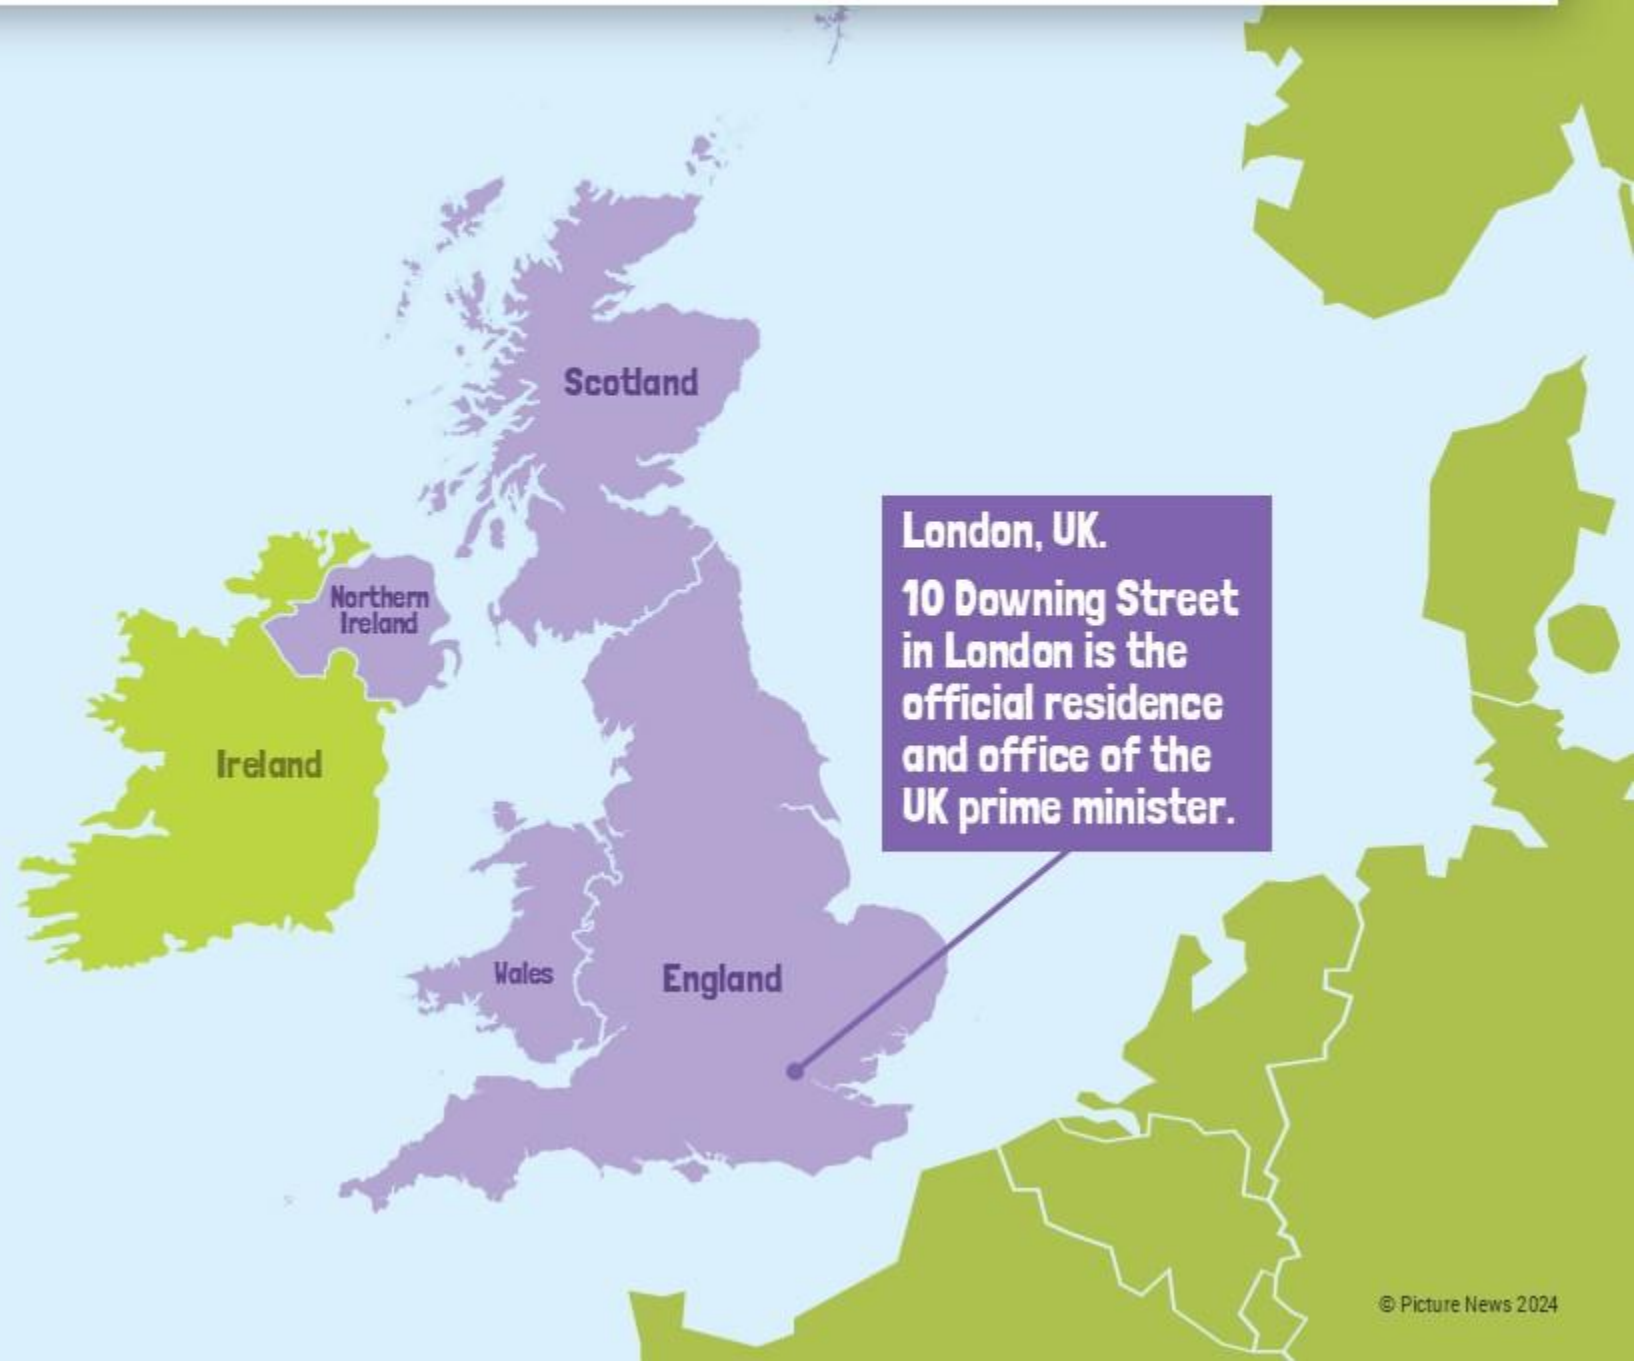 Scotland
London, UK.
10 Downing Street
in London is the
official residence
and office of the
UK prime minister.
Northern
Ireland
Ireland
Wales
England
© Picture News 2024